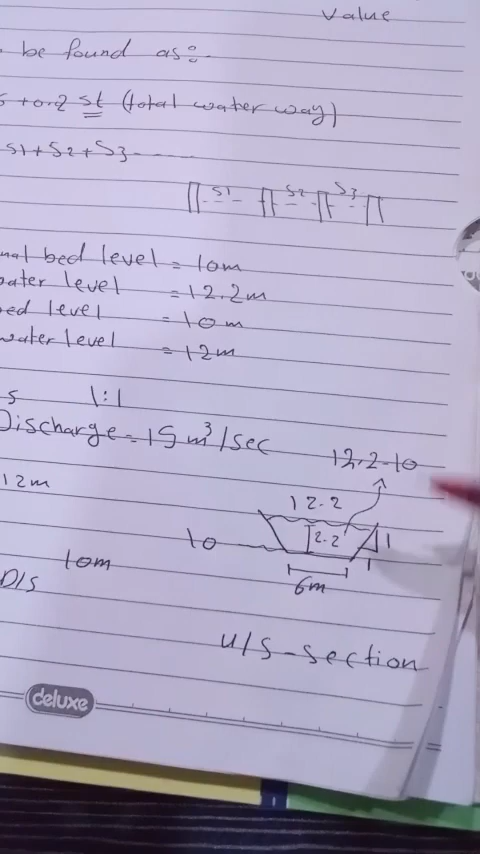 Value
be found as:-
s + 0.2 st (total water way)
S1+S2+S3------
S1 S2 S3
nal bed level = 10m
ater level = 12.2m
ed level = 10m
water level = 12m
s 1:1
Discharge = 15 m³/sec
12.2-10
12m
12.2
10 2.2 1
1
10m
6m
D/S
U/S-section
deluxe